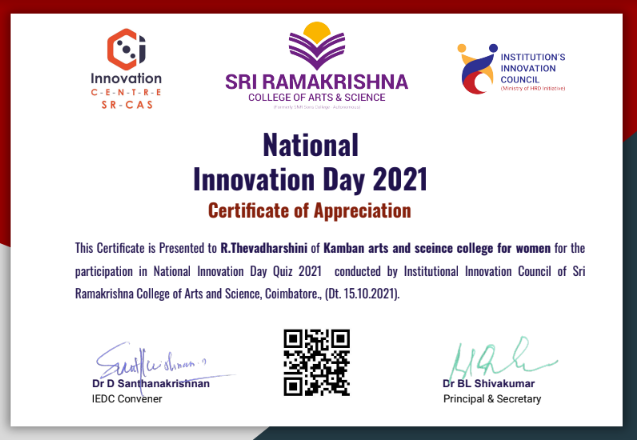 Innovation
C-E-N-T-R-E
SR-CAS
SRI RAMAKRISHNA
COLLEGE OF ARTS & SCIENCE
INSTITUTION'S
INNOVATION
COUNCIL
(Ministry of HRD Initiative)
National
Innovation Day 2021
Certificate of Appreciation
This Certificate is Presented to R.Thevadharshini of Kamban arts and sceince college for women for the
participation in National Innovation Day Quiz 2021 conducted by Institutional Innovation Council of Sri
Ramakrishna College of Arts and Science, Coimbatore., (Dt. 15.10.2021).
Dr D Santhanakrishnan
IEDC Convener
Dr BL Shivakumar
Principal & Secretary